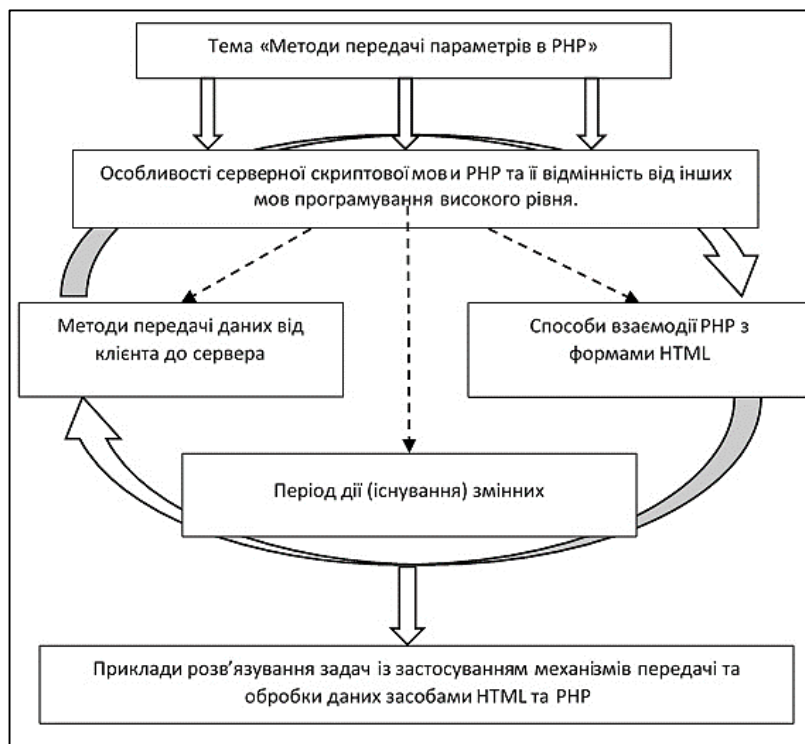 Тема «Методи передачі параметрів в PHP»
Особливості серверної скриптової мови PHP та її відмінність від інших
мов програмування високого рівня.
Методи передачі даних від
клієнта до сервера
Способи взаємодії PHP з
формами HTML
Період дії (існування) змінних
Приклади розв’язування задач із застосуванням механізмів передачі та
обробки даних засобами HTML та PHP